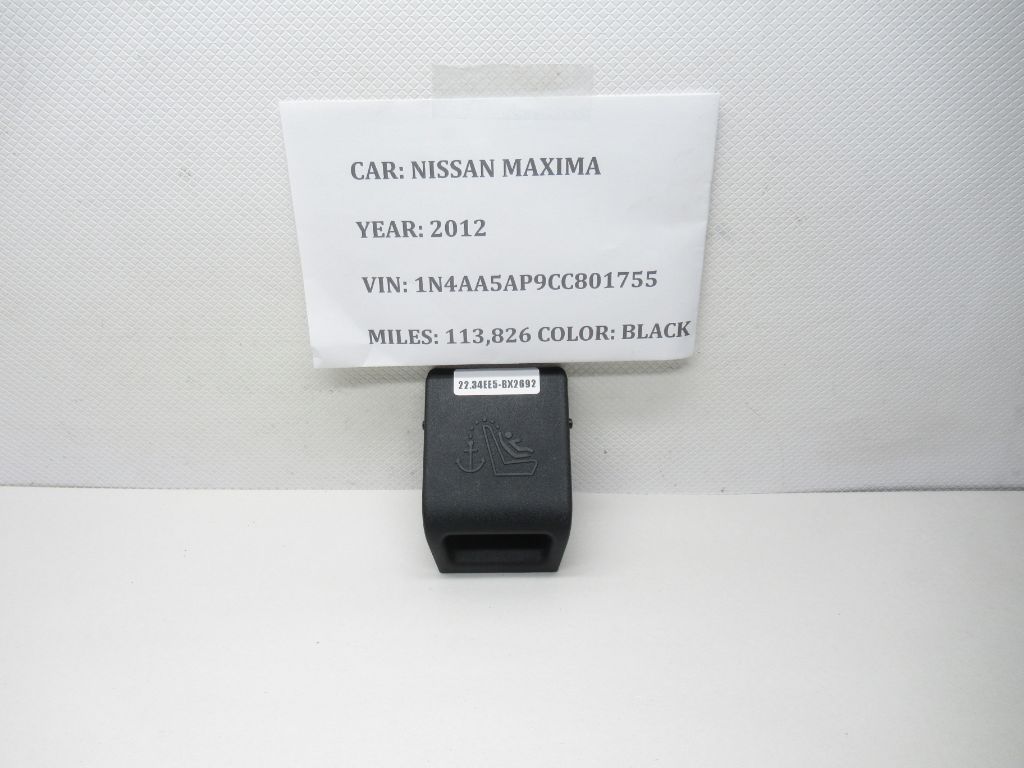 CAR: NISSAN MAXIMA
YEAR: 2012
VIN: 1N4AA5AP9CC801755
MILES: 113,826 COLOR: BLACK
22.34EE5-BX2692